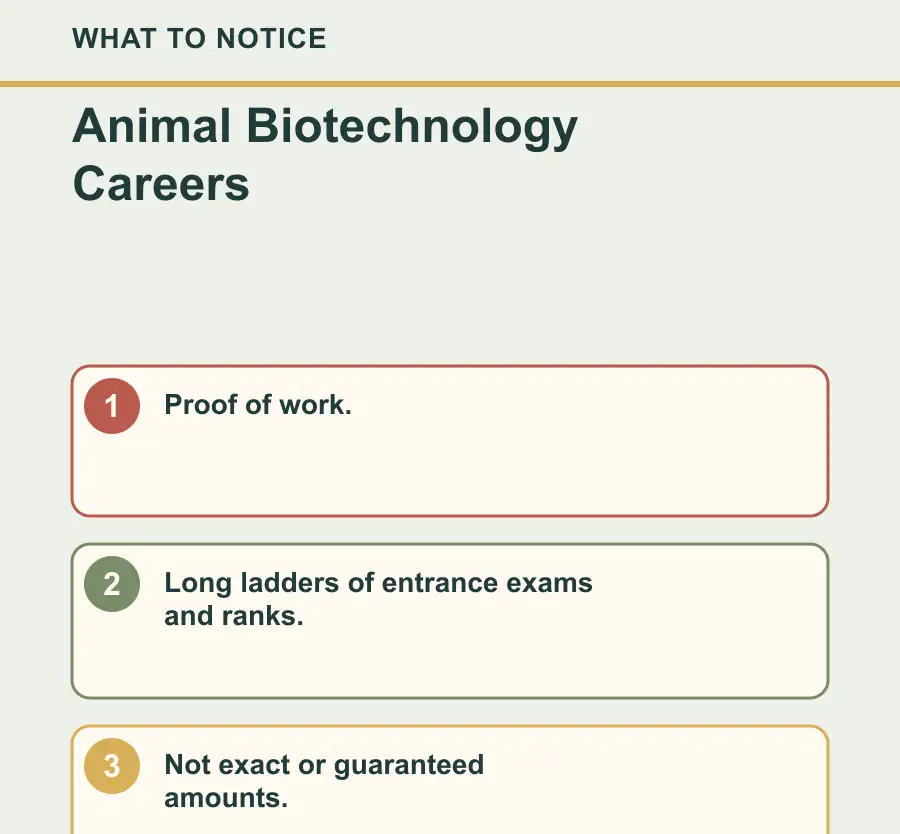 WHAT TO NOTICE
Animal Biotechnology
Careers
1
Proof of work.
2
Long ladders of entrance exams
and ranks.
3
Not exact or guaranteed
amounts.